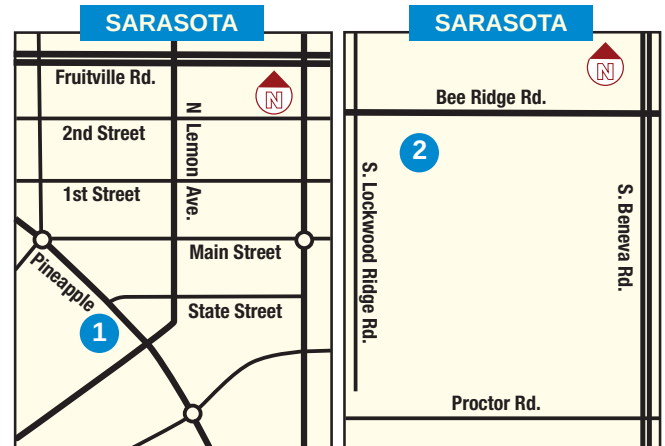 SARASOTA
Fruitville Rd.
N
2nd Street
N Lemon Ave.
1st Street
Main Street
Pineapple
State Street
1
SARASOTA
N
Bee Ridge Rd.
2
S. Lockwood Ridge Rd.
S. Beneva Rd.
Proctor Rd.